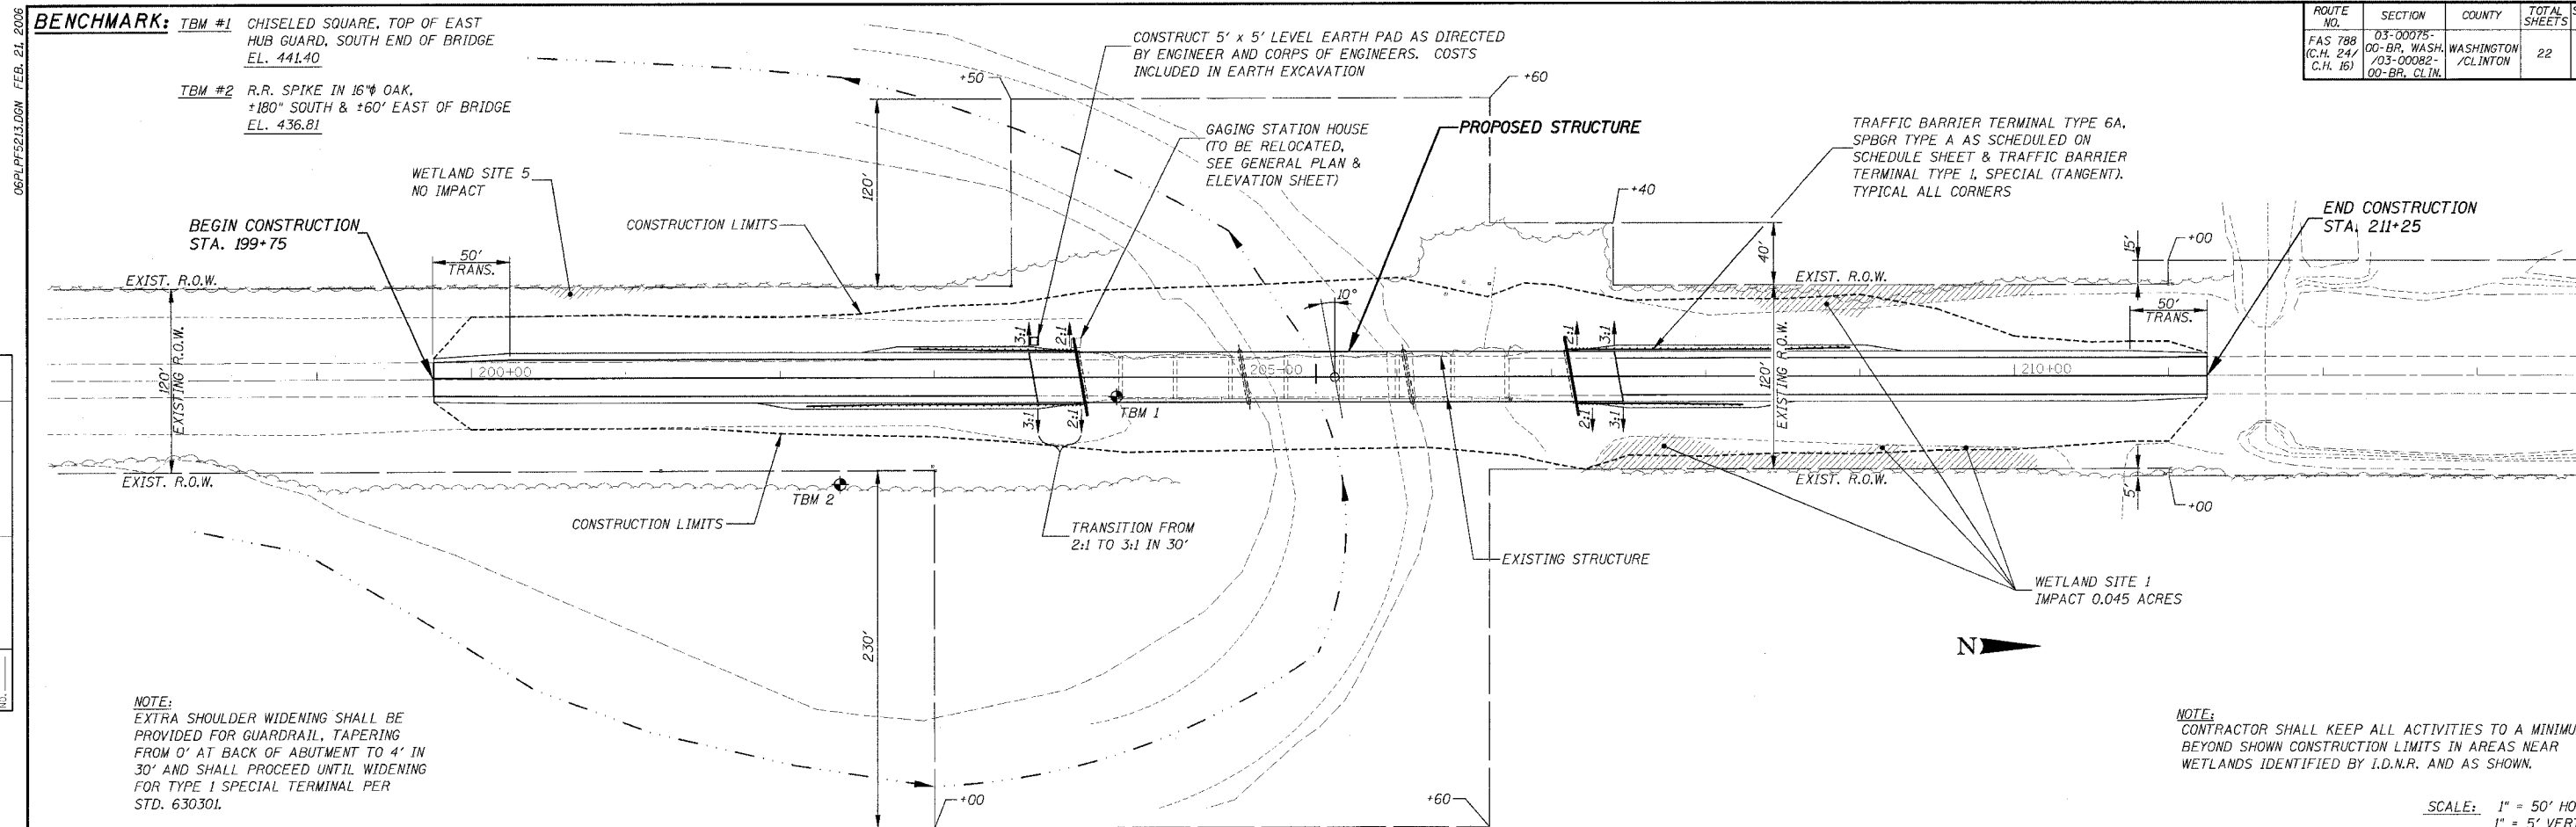 06PLPF5213.DGN FEB. 21, 2006
BENCHMARK: TBM #1 CHISELED SQUARE, TOP OF EAST
HUB GUARD, SOUTH END OF BRIDGE
EL. 441.40
TBM #2 R.R. SPIKE IN 16"φ OAK,
±180" SOUTH & ±60' EAST OF BRIDGE
EL. 436.81
CONSTRUCT 5' x 5' LEVEL EARTH PAD AS DIRECTED
BY ENGINEER AND CORPS OF ENGINEERS. COSTS
INCLUDED IN EARTH EXCAVATION
ROUTE NO. SECTION COUNTY TOTAL SHEETS
FAS 788 (C.H. 24/ C.H. 16) 03-00075-00-BR, WASH. /03-00082-00-BR, CLIN. WASHINGTON /CLINTON 22
+50
+60
120'
GAGING STATION HOUSE
(TO BE RELOCATED,
SEE GENERAL PLAN &
ELEVATION SHEET)
PROPOSED STRUCTURE
TRAFFIC BARRIER TERMINAL TYPE 6A,
SPBGR TYPE A AS SCHEDULED ON
SCHEDULE SHEET & TRAFFIC BARRIER
TERMINAL TYPE 1, SPECIAL (TANGENT).
TYPICAL ALL CORNERS
WETLAND SITE 5
NO IMPACT
+40
40'
BEGIN CONSTRUCTION
STA. 199+75
CONSTRUCTION LIMITS
END CONSTRUCTION
STA. 211+25
+00
15'
50'
TRANS.
EXIST. R.O.W.
EXIST. R.O.W.
50'
TRANS.
10°
3:1
2:1
2:1
3:1
120'
EXISTING R.O.W.
200+00
205+00
210+00
120'
EXISTING R.O.W.
TBM 1
3:1
2:1
2:1
3:1
EXIST. R.O.W.
TBM 2
EXIST. R.O.W.
5'
+00
CONSTRUCTION LIMITS
TRANSITION FROM
2:1 TO 3:1 IN 30'
EXISTING STRUCTURE
WETLAND SITE 1
IMPACT 0.045 ACRES
230'
N
NO.
NOTE:
EXTRA SHOULDER WIDENING SHALL BE
PROVIDED FOR GUARDRAIL, TAPERING
FROM 0' AT BACK OF ABUTMENT TO 4' IN
30' AND SHALL PROCEED UNTIL WIDENING
FOR TYPE 1 SPECIAL TERMINAL PER
STD. 630301.
NOTE:
CONTRACTOR SHALL KEEP ALL ACTIVITIES TO A MINIMU
BEYOND SHOWN CONSTRUCTION LIMITS IN AREAS NEAR
WETLANDS IDENTIFIED BY I.D.N.R. AND AS SHOWN.
+00
+60
SCALE: 1" = 50' HO
1" = 5' VER